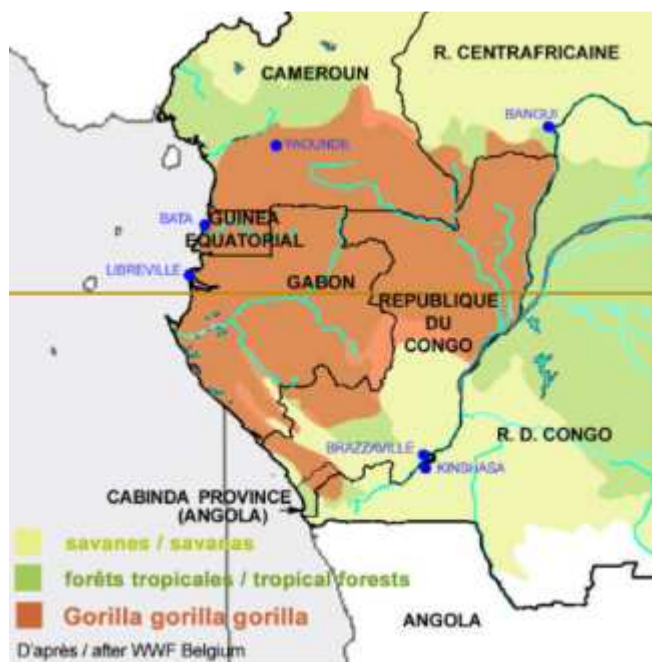 R. CENTRAFRICAINE
CAMEROUN
BANGUI
YAOUNDE
BATA
GUINEA
EQUATORIAL
LIBREVILLE
GABON
REPUBLIQUE
DU
CONGO
R. D. CONGO
BRAZZAVILLE
KINSHASA
CABINDA PROVINCE
(ANGOLA)
savanes / savanas
forêts tropicales / tropical forests
Gorilla gorilla gorilla
ANGOLA
D'après / after WWF Belgium